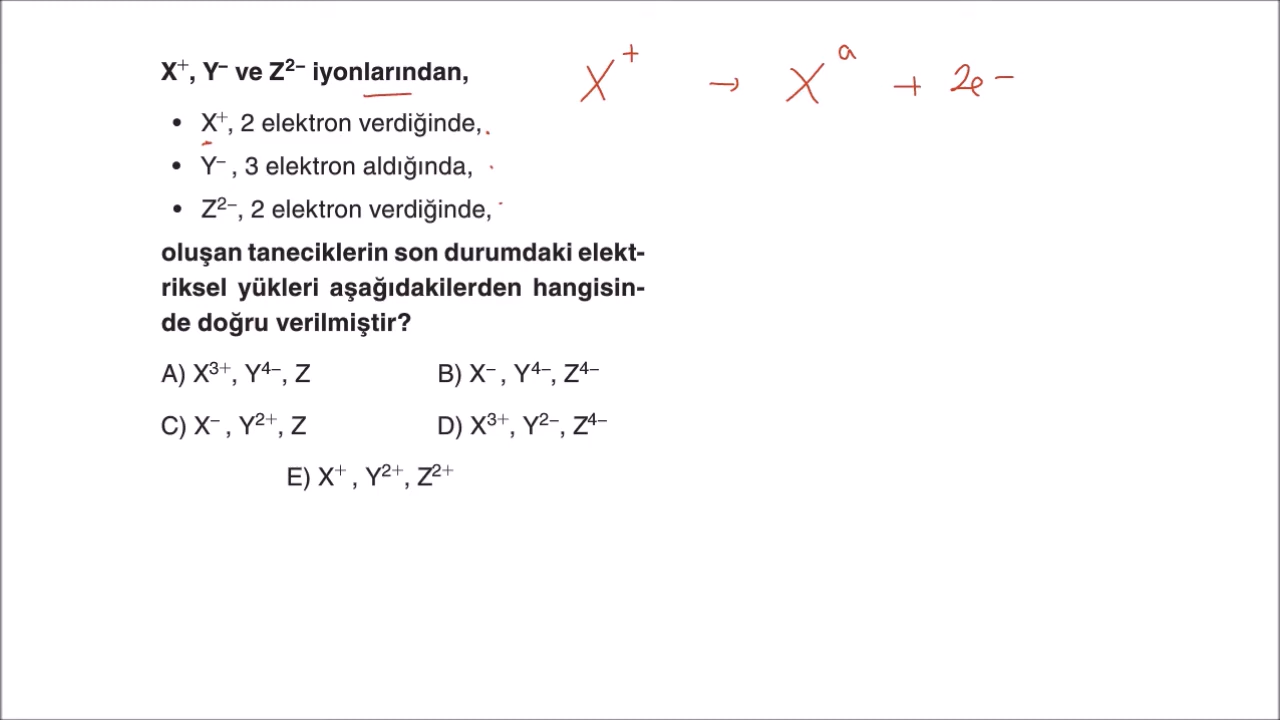 X⁺, Y⁻ ve Z²⁻ iyonlarından,
X⁺ → Xᵃ + 2e⁻
• X⁺, 2 elektron verdiğinde,
• Y⁻ , 3 elektron aldığında,
• Z²⁻, 2 elektron verdiğinde,
oluşan taneciklerin son durumdaki elekt-
riksel yükleri aşağıdakilerden hangisin-
de doğru verilmiştir?
A) X³⁺, Y⁴⁻, Z B) X⁻ , Y⁴⁻, Z⁴⁻
C) X⁻ , Y²⁺, Z D) X³⁺, Y²⁻, Z⁴⁻
E) X⁺ , Y²⁺, Z²⁺